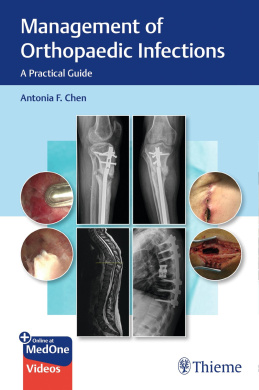 Management of
Orthopaedic Infections
A Practical Guide
Antonia F. Chen
Online at
MedOne
Videos
Thieme